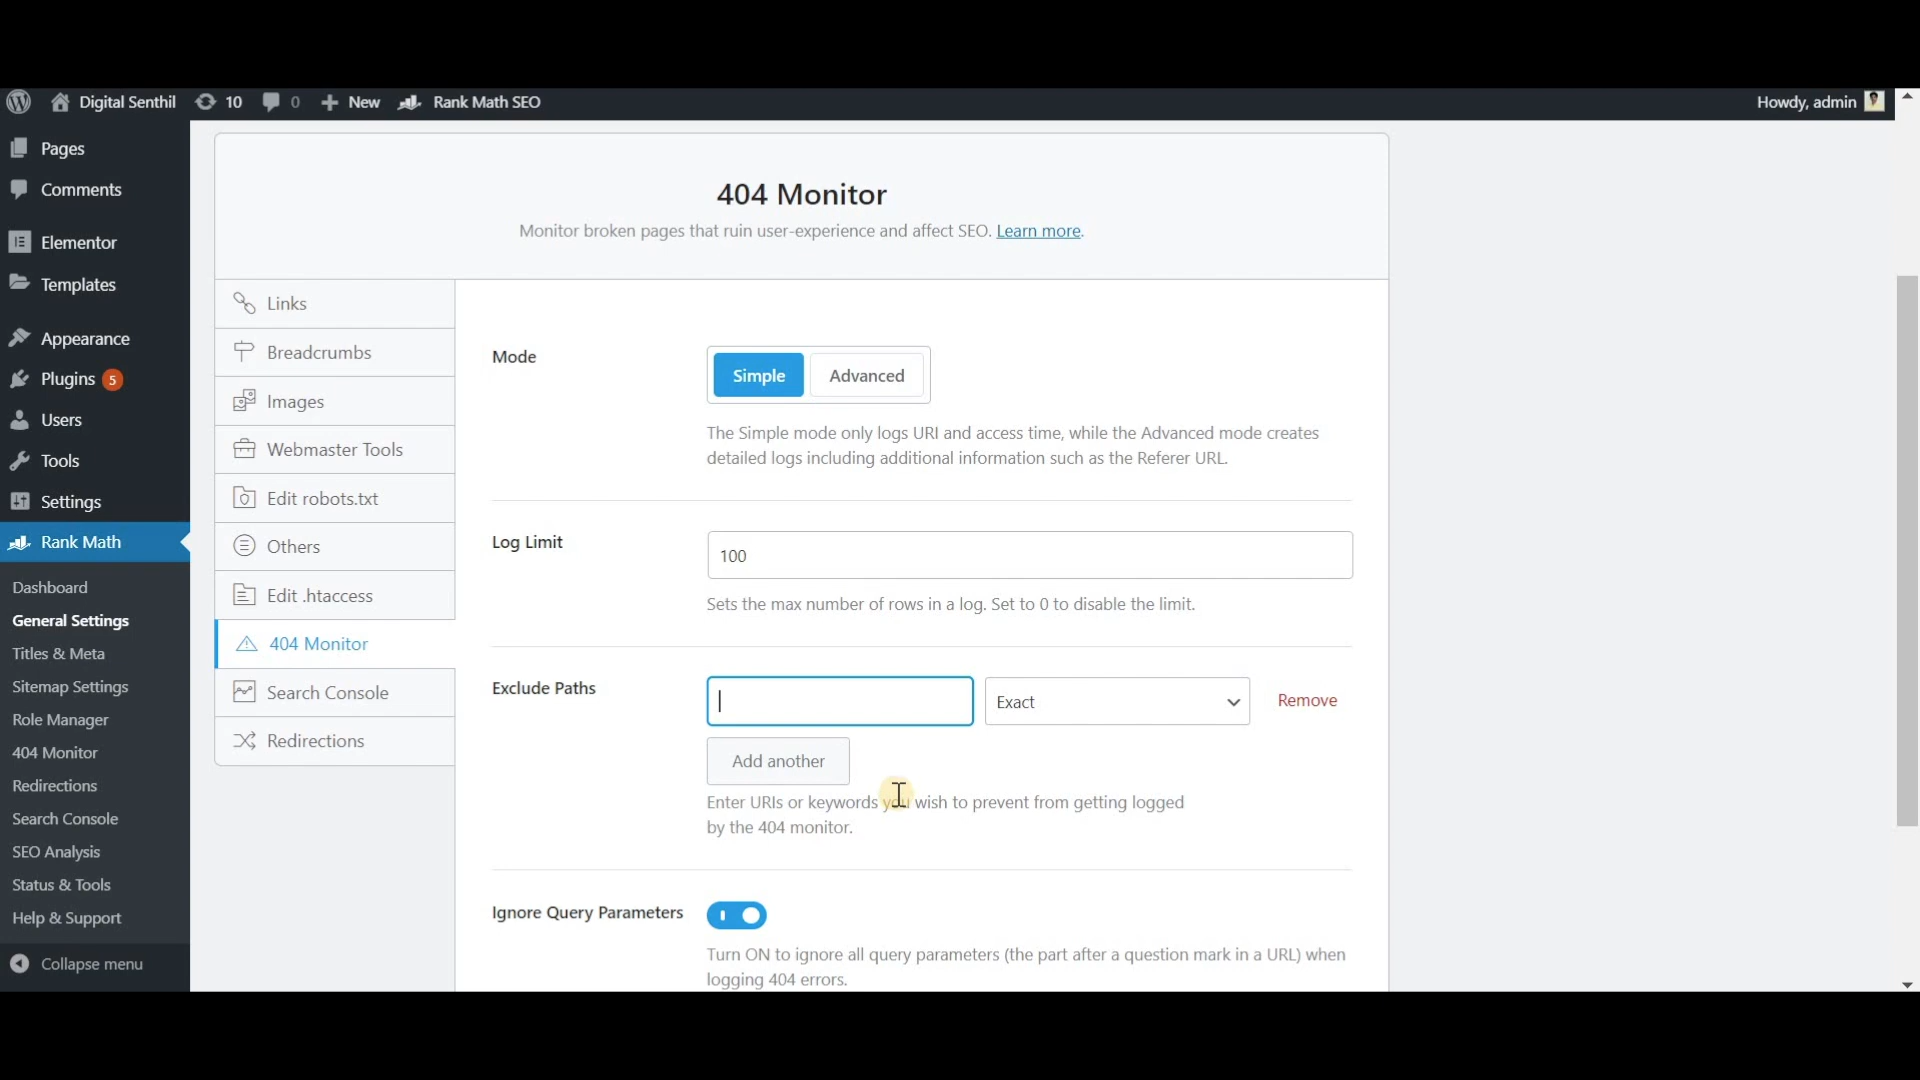 Digital Senthil 10 0 New Rank Math SEO Howdy, admin
Pages
Comments
Elementor
Templates
Appearance
Plugins 5
Users
Tools
Settings
Rank Math
Dashboard
General Settings
Titles & Meta
Sitemap Settings
Role Manager
404 Monitor
Redirections
Search Console
SEO Analysis
Status & Tools
Help & Support
Collapse menu
404 Monitor
Monitor broken pages that ruin user-experience and affect SEO. Learn more.
Links
Breadcrumbs
Images
Webmaster Tools
Edit robots.txt
Others
Edit .htaccess
404 Monitor
Search Console
Redirections
Mode
Simple Advanced
The Simple mode only logs URI and access time, while the Advanced mode creates
detailed logs including additional information such as the Referer URL.
Log Limit
100
Sets the max number of rows in a log. Set to 0 to disable the limit.
Exclude Paths
Exact Remove
Add another
Enter URIs or keywords you wish to prevent from getting logged
by the 404 monitor.
Ignore Query Parameters
Turn ON to ignore all query parameters (the part after a question mark in a URL) when
logging 404 errors.